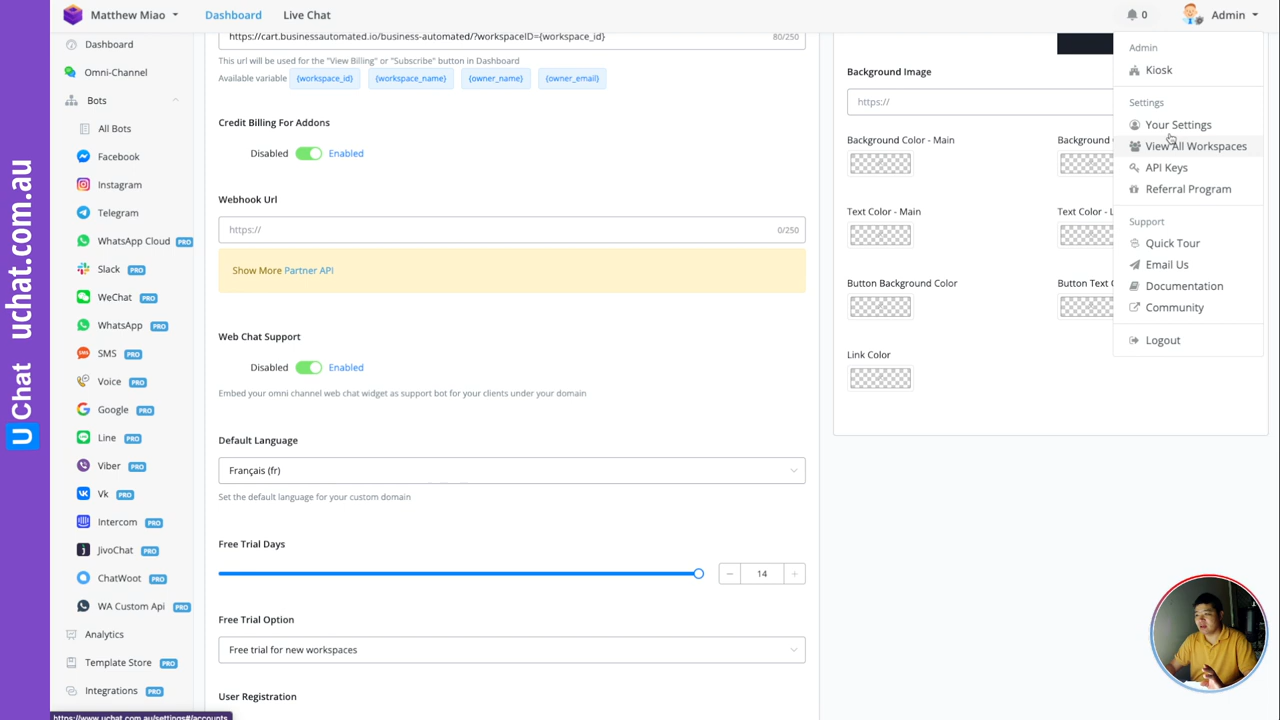 U Chat uchat.com.au
Matthew Miao
Dashboard
Live Chat
0
Admin
Dashboard
Omni-Channel
Bots
All Bots
Facebook
Instagram
Telegram
WhatsApp Cloud PRO
Slack PRO
WeChat PRO
WhatsApp PRO
SMS PRO
Voice PRO
Google PRO
Line PRO
Viber PRO
Vk PRO
Intercom PRO
JivoChat PRO
ChatWoot PRO
WA Custom Api PRO
Analytics
Template Store PRO
Integrations PRO
https://www.uchat.com.au/settings#/accounts
https://cart.businessautomated.io/business-automated/?workspaceID={workspace_id}
80/250
This url will be used for the "View Billing" or "Subscribe" button in Dashboard
Available variable {workspace_id} {workspace_name} {owner_name} {owner_email}
Credit Billing For Addons
Disabled Enabled
Webhook Url
https:// 0/250
Show More Partner API
Web Chat Support
Disabled Enabled
Embed your omni channel web chat widget as support bot for your clients under your domain
Default Language
Français (fr)
Set the default language for your custom domain
Free Trial Days
14
Free Trial Option
Free trial for new workspaces
User Registration
Background Image
https://
Background Color - Main
Background
Text Color - Main
Text Color - L
Button Background Color
Button Text C
Link Color
Admin
Kiosk
Settings
Your Settings
View All Workspaces
API Keys
Referral Program
Support
Quick Tour
Email Us
Documentation
Community
Logout